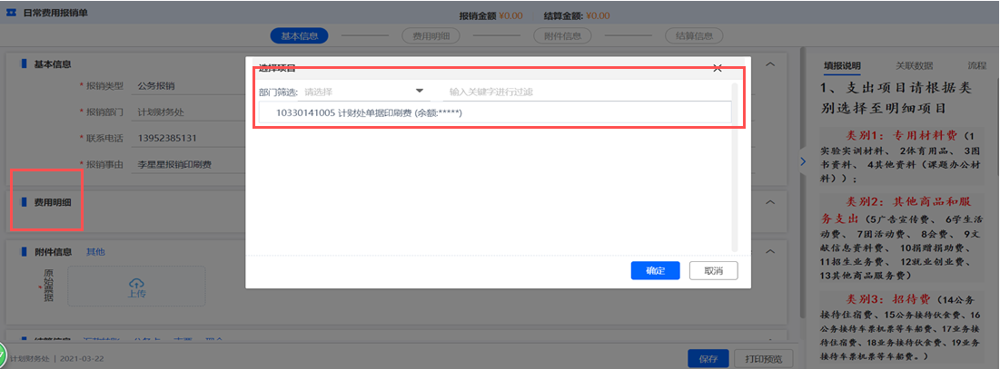 日常费用报销单
报销金额 ¥0.00 结算金额: ¥0.00
基本信息
费用明细
附件信息
结算信息
基本信息
* 报销类型 公务报销
* 报销部门 计划财务处
* 联系电话 13952385131
* 报销事由 李星星报销印刷费
费用明细
附件信息 其他
* 原始票据
上传
选择项目
部门筛选: 请选择 输入关键字进行过滤
10330141005 计财处单据印刷费 (余额:*****)
确定 取消
填报说明 关联数据 流程
1、支出项目请根据类
别选择至明细项目
类别1：专用材料费（1
实验实训材料、 2体育用品、 3图
书资料、 4其他资料（课题办公材
料））；
类别2：其他商品和服
务支出（5广告宣传费、 6学生活
动费、 7团活动费、 8会费、 9文
献信息资料费、 10捐赠捐助费、
11招生业务费、 12就业创业费、
13其他商品服务费）
类别3：招待费（14公务
接待住宿费、15公务接待伙食费、16
公务接待车票机票等车船费、17业务接
待住宿费、18业务接待伙食费、19业务
接待车票机票等车船费。）
计划财务处 | 2021-03-22
保存 打印预览